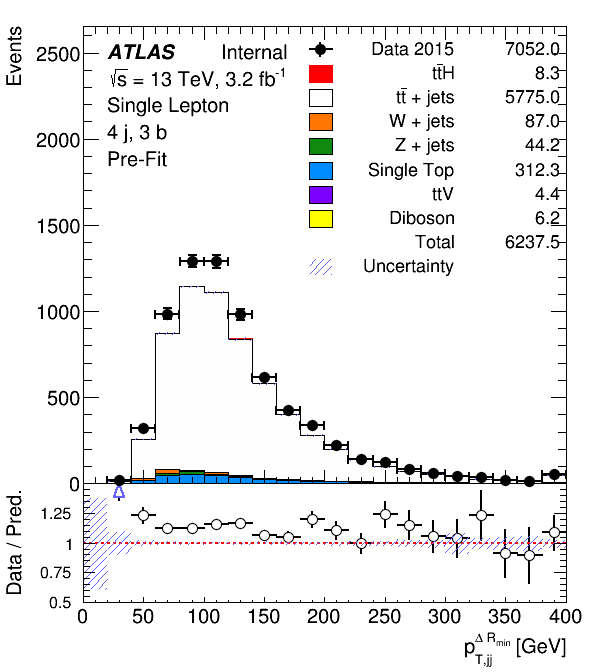 Events
2500
2000
1500
1000
500
0
ATLAS Internal
√s = 13 TeV, 3.2 fb⁻¹
Single Lepton
4 j, 3 b
Pre-Fit
Data 2015 7052.0
tt̄H 8.3
tt̄ + jets 5775.0
W + jets 87.0
Z + jets 44.2
Single Top 312.3
ttV 4.4
Diboson 6.2
Total 6237.5
Uncertainty
Data / Pred.
1.25
1
0.75
0.5
0 50 100 150 200 250 300 350 400
p_{T,jj}^{Δ R_{min}} [GeV]